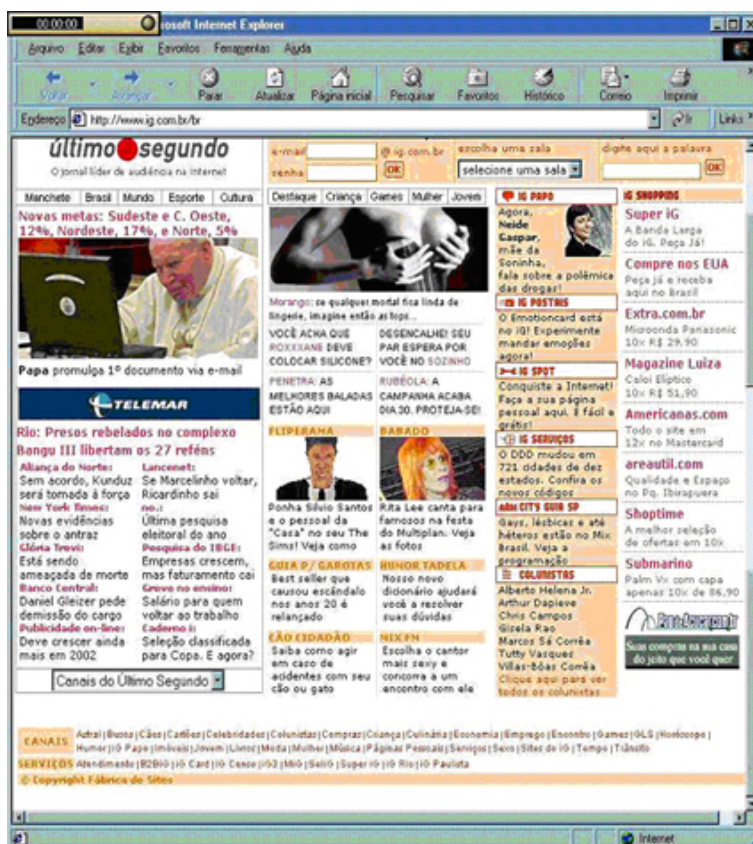 00:00:00
osoft Internet Explorer
Arquivo Editar Exibir Favoritos Ferramentas Ajuda
Voltar Avançar Parar Atualizar Página inicial Pesquisar Favoritos Histórico Correio Imprimir
Endereço http://www.ig.com.br/br Ir Links
último segundo
O jornal líder de audiência na Internet
e-mail @ ig.com.br
senha OK
escolha uma sala
selecione uma sala
digite aqui a palavra
OK
Manchete Brasil Mundo Esporte Cultura
Novas metas: Sudeste e C. Oeste,
12%, Nordeste, 17%, e Norte, 5%
Papa promulga 1º documento via e-mail
TELEMAR
Rio: Presos rebelados no complexo
Bangu III libertam os 27 reféns
Aliança do Norte:
Sem acordo, Kunduz
será tomada à força
New York Times:
Novas evidências
sobre o antraz
Glória Trevi:
Está sendo
ameaçada de morte
Banco Central:
Daniel Gleizer pede
demissão do cargo
Publicidade on-line:
Deve crescer ainda
mais em 2002
Lancenet:
Se Marcelinho voltar,
Ricardinho sai
no.:
Última pesquisa
eleitoral do ano
Pesquisa do IBGE:
Empresas crescem,
mas faturamento cai
Greve no ensino:
Salário para quem
voltar ao trabalho
Caderno i:
Seleção classificada
para Copa. E agora?
Canais do Último Segundo
Destaque Criança Games Mulher Jovem
Morango: se qualquer mortal fica linda de
lingerie, imagine então as tops...
VOCÊ ACHA QUE
ROXXXANE DEVE
COLOCAR SILICONE?
DESENCALHE! SEU
PAR ESPERA POR
VOCÊ NO SOZINHO
PENETRA: AS
MELHORES BALADAS
ESTÃO AQUI
RUBÉOLA: A
CAMPANHA ACABA
DIA 30. PROTEJA-SE!
FLIPERAMA
Ponha Silvio Santos
e o pessoal da
"Casa" no seu The
Sims! Veja como
BABADO
Rita Lee canta para
famosos na festa
do Multiplan. Veja
as fotos
GUIA P/ GAROTAS
Best seller que
causou escândalo
nos anos 20 é
relançado
HUMOR TADELA
Nosso novo
dicionário ajudará
você a resolver
suas dúvidas
CÃO CIDADÃO
Saiba como agir
em caso de
acidentes com seu
cão ou gato
MIX FM
Escolha o cantor
mais sexy e
concorra a um
encontro com ele
IG PAPO
Agora,
Neide
Gaspar,
mãe da
Soninha,
fala sobre a polêmica
das drogas!
IG POSTAIS
O Emotioncard está
no iG! Experimente
mandar emoções
agora!
IG SPOT
Conquiste a Internet!
Faça a sua página
pessoal aqui. É fácil e
grátis!
IG SERVIÇOS
O DDD mudou em
721 cidades de dez
estados. Confira os
novos códigos
CITY GUIA SP
Gays, lésbicas e até
héteros estão no Mix
Brasil. Veja a
programação
COLUNISTAS
Alberto Helena Jr.
Arthur Dapieve
Chris Campos
Gisela Rao
Marcos Sá Corrêa
Tutty Vasques
Villas-Bôas Corrêa
Clique aqui para ver
todos os colunistas
IG SHOPPING
Super iG
A Banda Larga
do iG. Peça Já!
Compre nos EUA
Peça já e receba
aqui no Brasil
Extra.com.br
Microonda Panasonic
10x R$ 29,90
Magazine Luiza
Caloi Elíptico
10x R$ 51,90
Americanas.com
Todo o site em
12x no Mastercard
areautil.com
Qualidade e Espaço
no Pq. Ibirapuera
Shoptime
A melhor seleção
de ofertas em 10x
Submarino
Palm Vx com capa
apenas 10x de 86,90
Suas compras na sua casa
do jeito que você quer
CANAIS Astral|Busca|Cães|Cartões|Celebridades|Colunistas|Compras|Criança|Culinária|Economia|Emprego|Encontro|Games|GLS|Horóscopo|
Humor|iG Papo|Imóveis|Jovem|Livros|Moda|Mulher|Música|Páginas Pessoais|Serviços|Sexo|Sites do iG|Tempo|Trânsito
SERVIÇOS Atendimento|B2BiG|iG Card|iG Censo|iG3|MiG|SeliG|Super iG|iG Rio|iG Paulista
© Copyright Fábrica de Sites
Internet